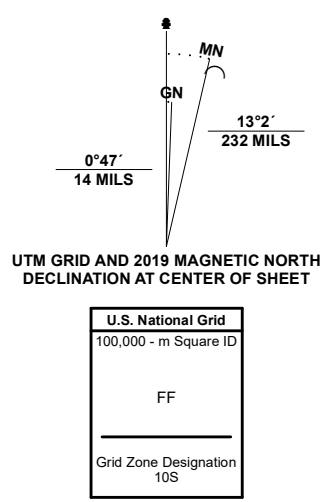 MN
GN
13°2´
232 MILS
0°47´
14 MILS
UTM GRID AND 2019 MAGNETIC NORTH
DECLINATION AT CENTER OF SHEET
U.S. National Grid
100,000 - m Square ID
FF
Grid Zone Designation
10S